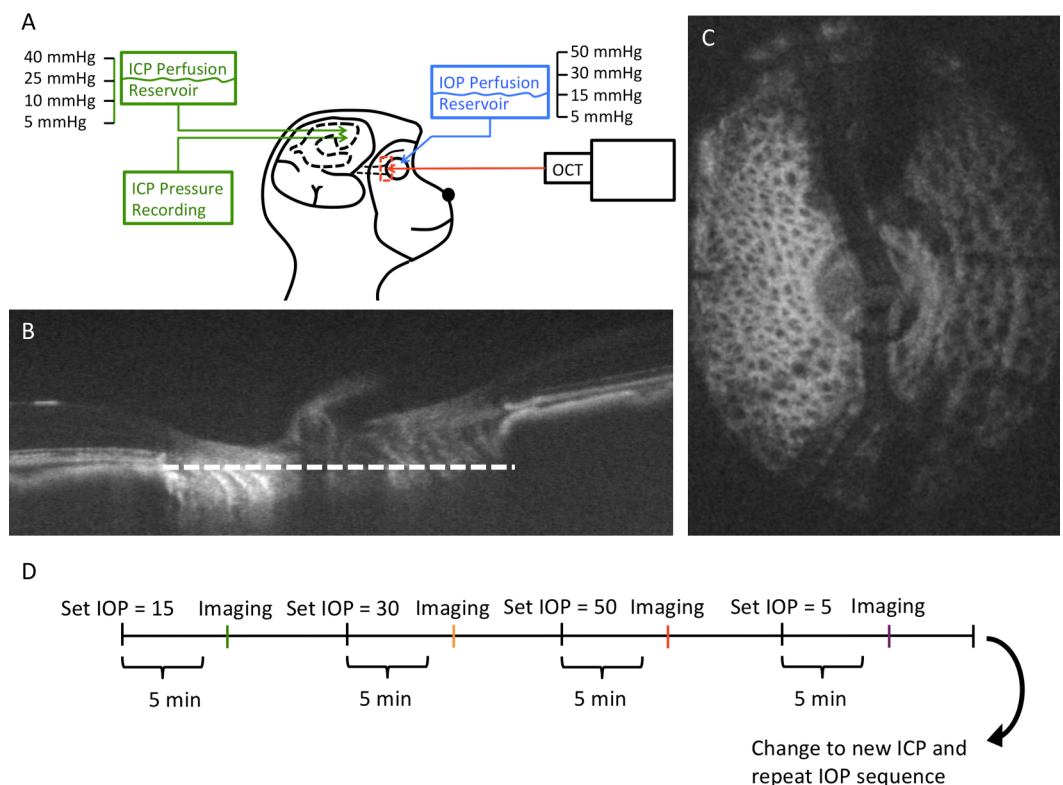 A
40 mmHg
25 mmHg
10 mmHg
5 mmHg
ICP Perfusion
Reservoir
ICP Pressure
Recording
IOP Perfusion
Reservoir
50 mmHg
30 mmHg
15 mmHg
5 mmHg
OCT
B
C
D
Set IOP = 15
Imaging
Set IOP = 30
Imaging
Set IOP = 50
Imaging
Set IOP = 5
Imaging
5 min
5 min
5 min
5 min
Change to new ICP and
repeat IOP sequence